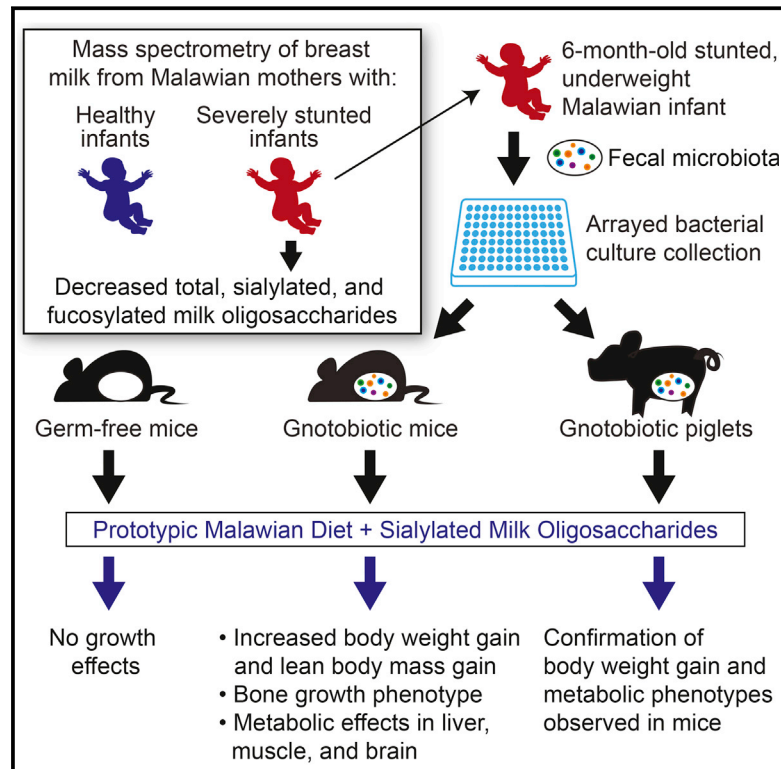 Mass spectrometry of breast
milk from Malawian mothers with:
Healthy
infants
Severely stunted
infants
Decreased total, sialylated, and
fucosylated milk oligosaccharides
6-month-old stunted,
underweight
Malawian infant
Fecal microbiota
Arrayed bacterial
culture collection
Germ-free mice
Gnotobiotic mice
Gnotobiotic piglets
Prototypic Malawian Diet + Sialylated Milk Oligosaccharides
No growth
effects
• Increased body weight gain
and lean body mass gain
• Bone growth phenotype
• Metabolic effects in liver,
muscle, and brain
Confirmation of
body weight gain and
metabolic phenotypes
observed in mice